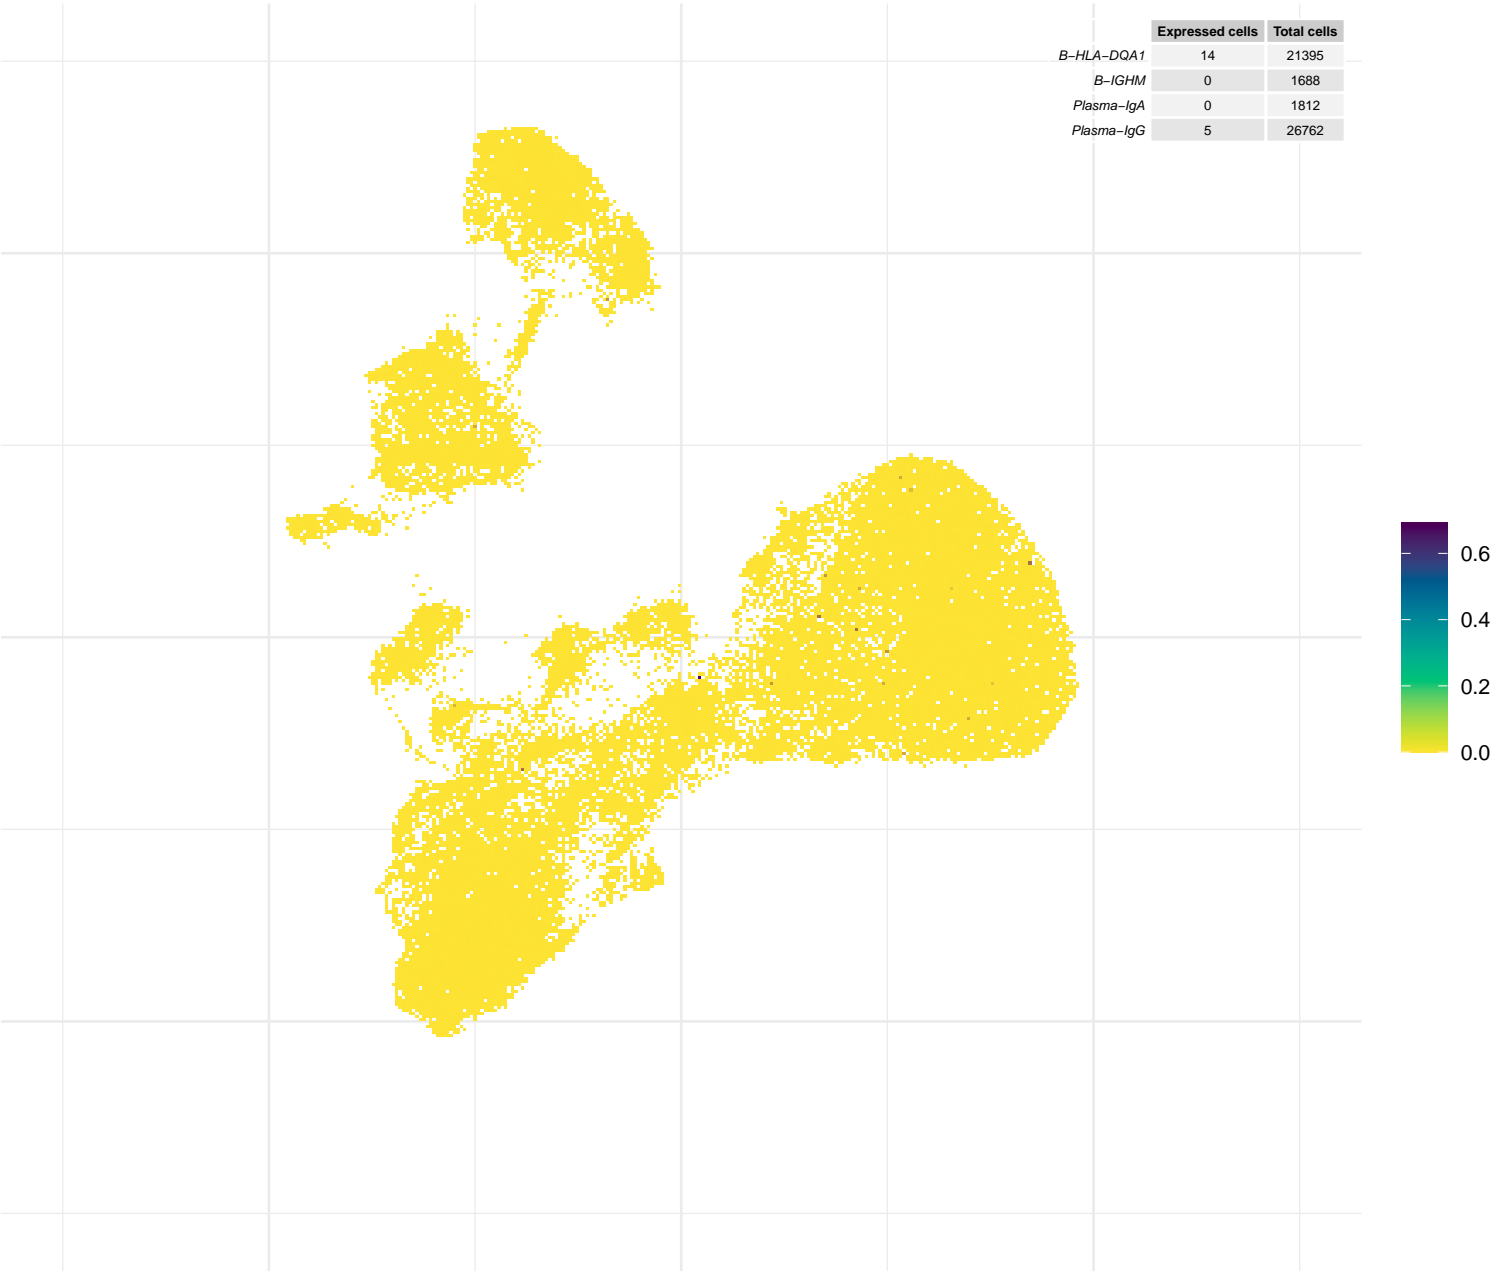 Expressed cells Total cells
B−HLA−DQA1 14 21395
B−IGHM 0 1688
Plasma−IgA 0 1812
Plasma−IgG 5 26762
0.6
0.4
0.2
0.0